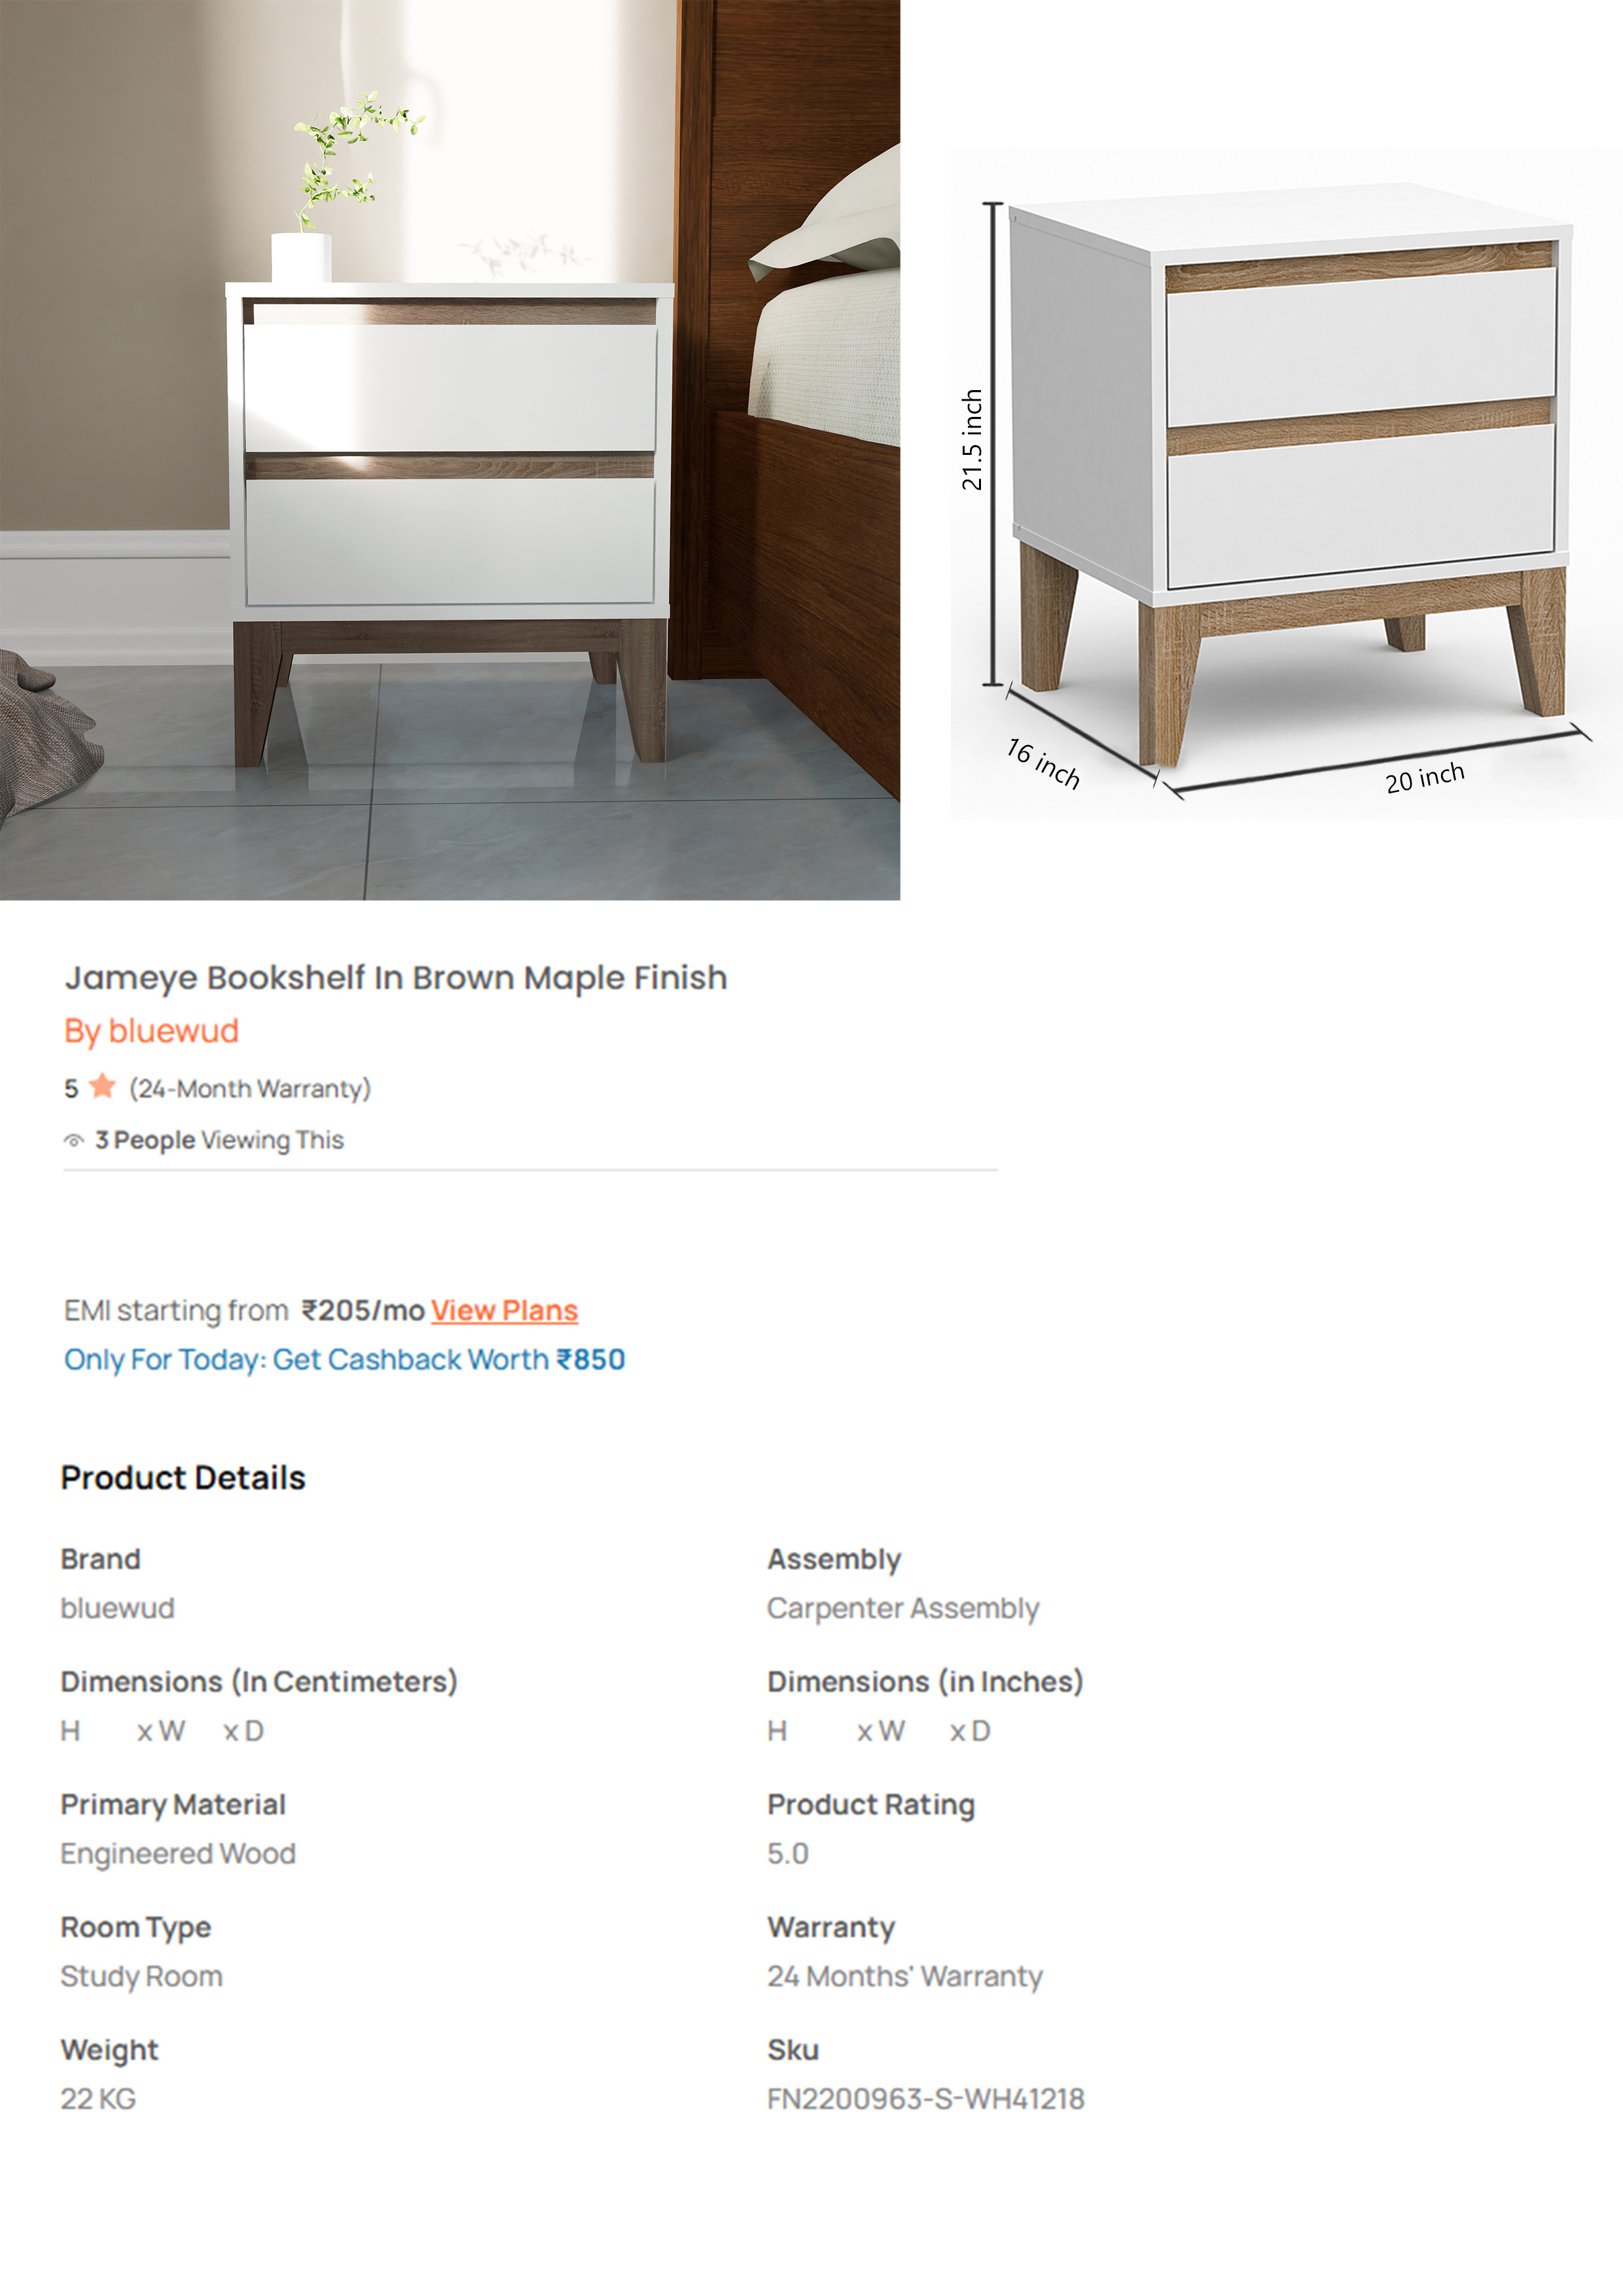 21.5 inch
16 inch
20 inch
Jameye Bookshelf In Brown Maple Finish
By bluewud
5 (24-Month Warranty)
3 People Viewing This
EMI starting from ₹205/mo View Plans
Only For Today: Get Cashback Worth ₹850
Product Details
Brand
bluewud
Assembly
Carpenter Assembly
Dimensions (In Centimeters)
H x W x D
Dimensions (in Inches)
H x W x D
Primary Material
Engineered Wood
Product Rating
5.0
Room Type
Study Room
Warranty
24 Months' Warranty
Weight
22 KG
Sku
FN2200963-S-WH41218